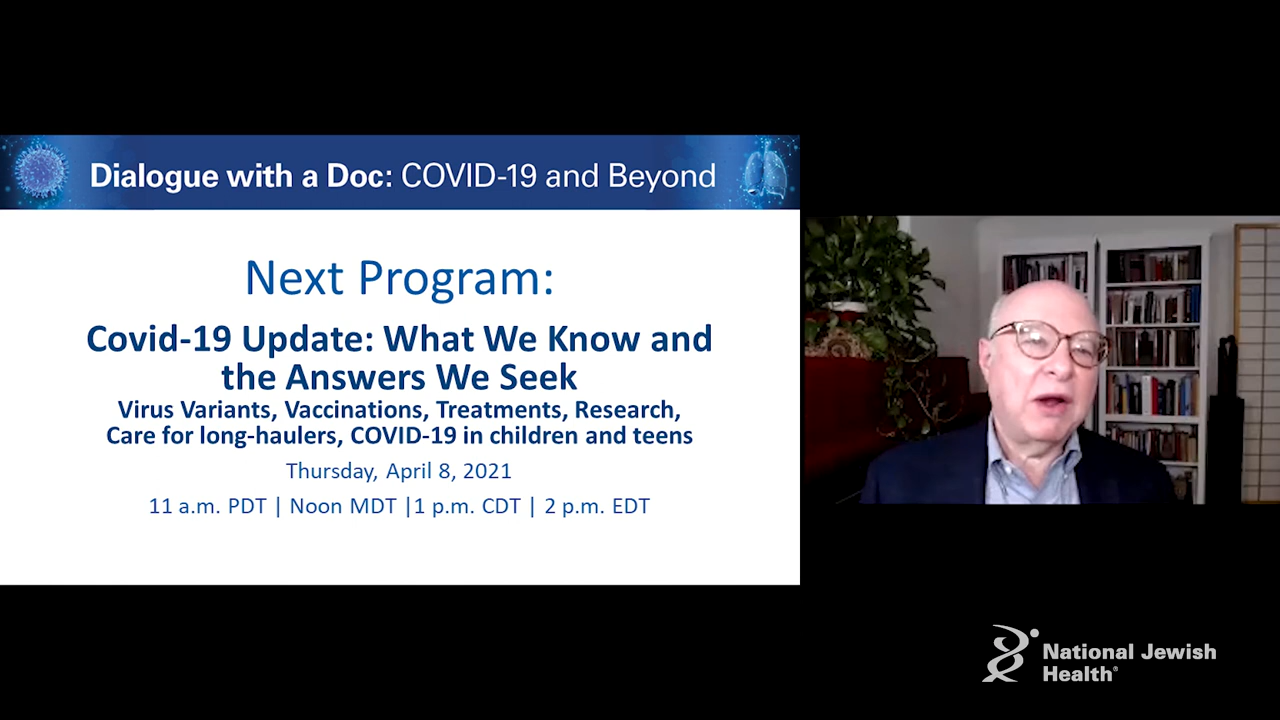 Dialogue with a Doc: COVID-19 and Beyond
Next Program:
Covid-19 Update: What We Know and
the Answers We Seek
Virus Variants, Vaccinations, Treatments, Research,
Care for long-haulers, COVID-19 in children and teens
Thursday, April 8, 2021
11 a.m. PDT | Noon MDT |1 p.m. CDT | 2 p.m. EDT
National Jewish
Health®